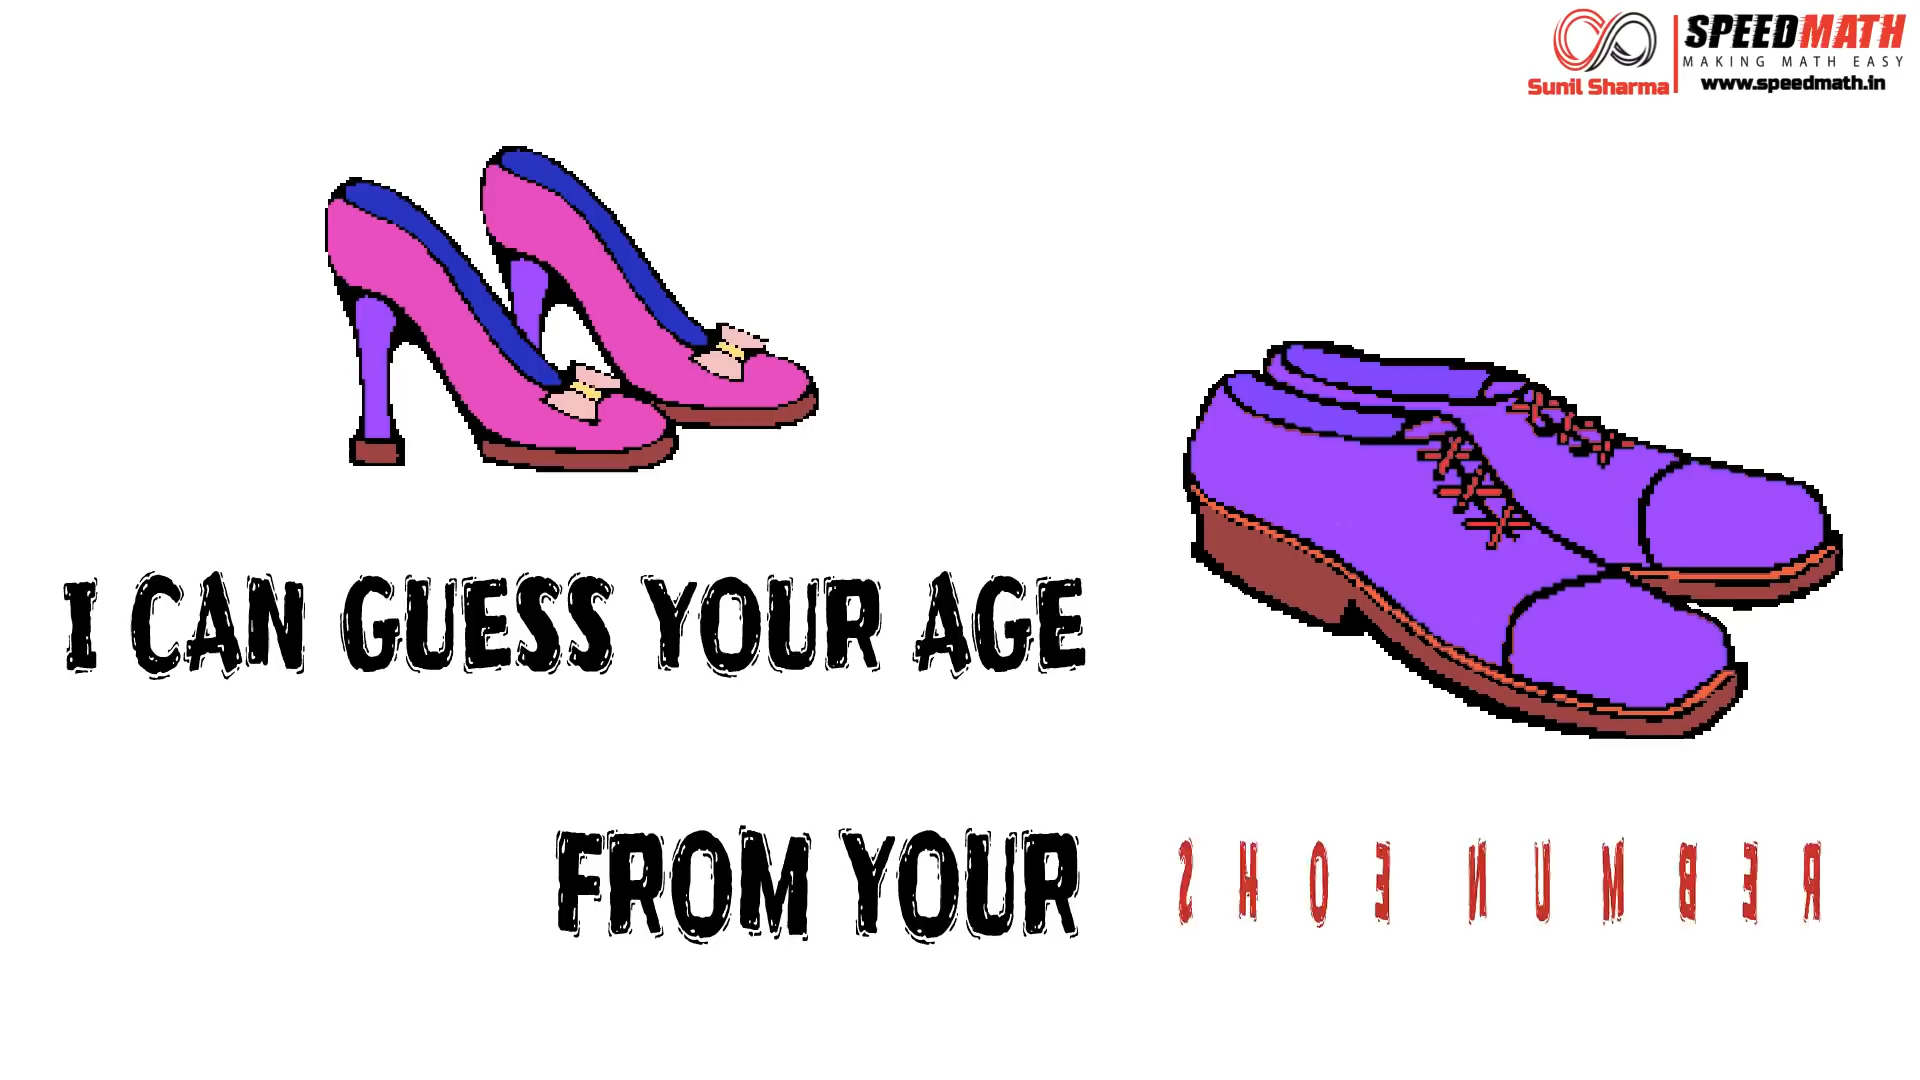 SPEEDMATH
MAKING MATH EASY
Sunil Sharma
www.speedmath.in
I CAN GUESS YOUR AGE
FROM YOUR SHOE NUMBER